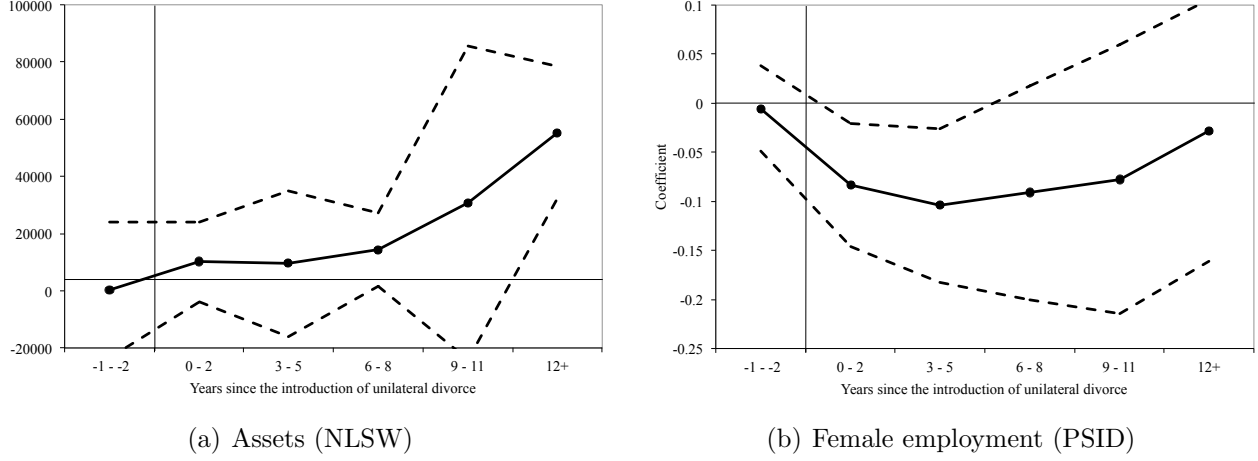 100000
80000
60000
40000
20000
0
-20000
-1 - -2 0 - 2 3 - 5 6 - 8 9 - 11 12+
Years since the introduction of unilateral divorce
(a) Assets (NLSW)
0.1
0.05
0
-0.05
-0.1
-0.15
-0.2
-0.25
Coefficient
-1 - -2 0 - 2 3 - 5 6 - 8 9 - 11 12+
Years since the introduction of unilateral divorce
(b) Female employment (PSID)